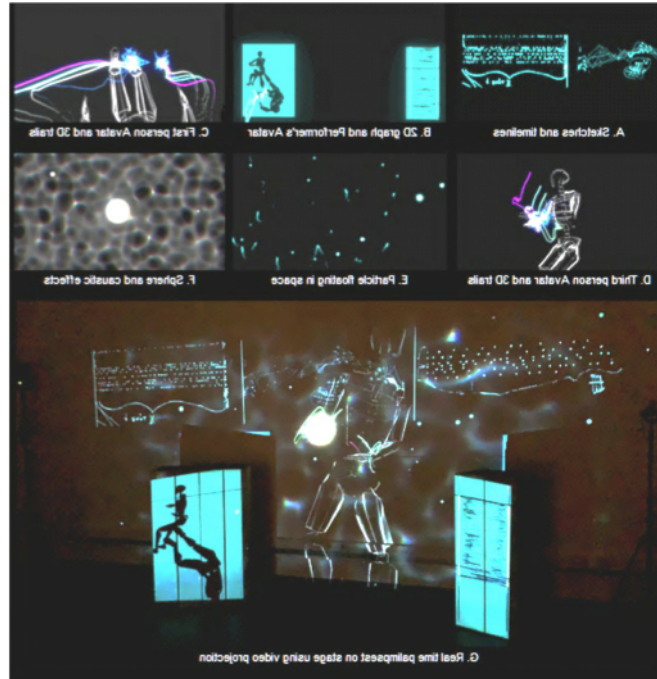 A. Sketches and timelines
B. 2D graph and Performer's Avatar
C. First person Avatar and 3D trails
D. Third person Avatar and 3D trails
E. Particle floating in space
F. Sphere and caustic effects
G. Real time palimpsest on stage using video projection